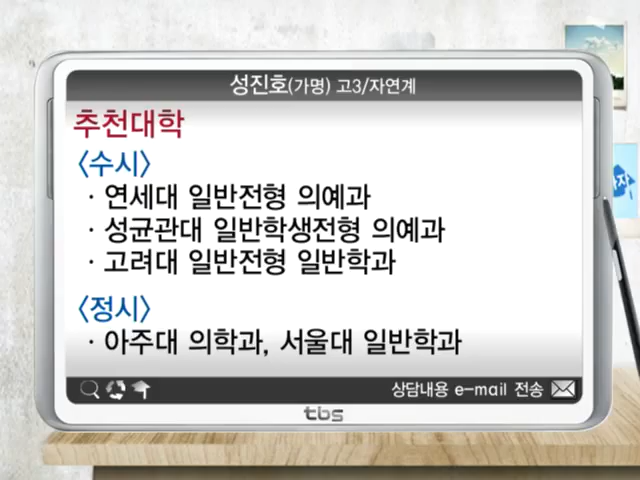 성진호(가명) 고3/자연계
추천대학
〈수시〉
· 연세대 일반전형 의예과
· 성균관대 일반학생전형 의예과
· 고려대 일반전형 일반학과
〈정시〉
· 아주대 의학과, 서울대 일반학과
상담내용 e-mail 전송
tbs